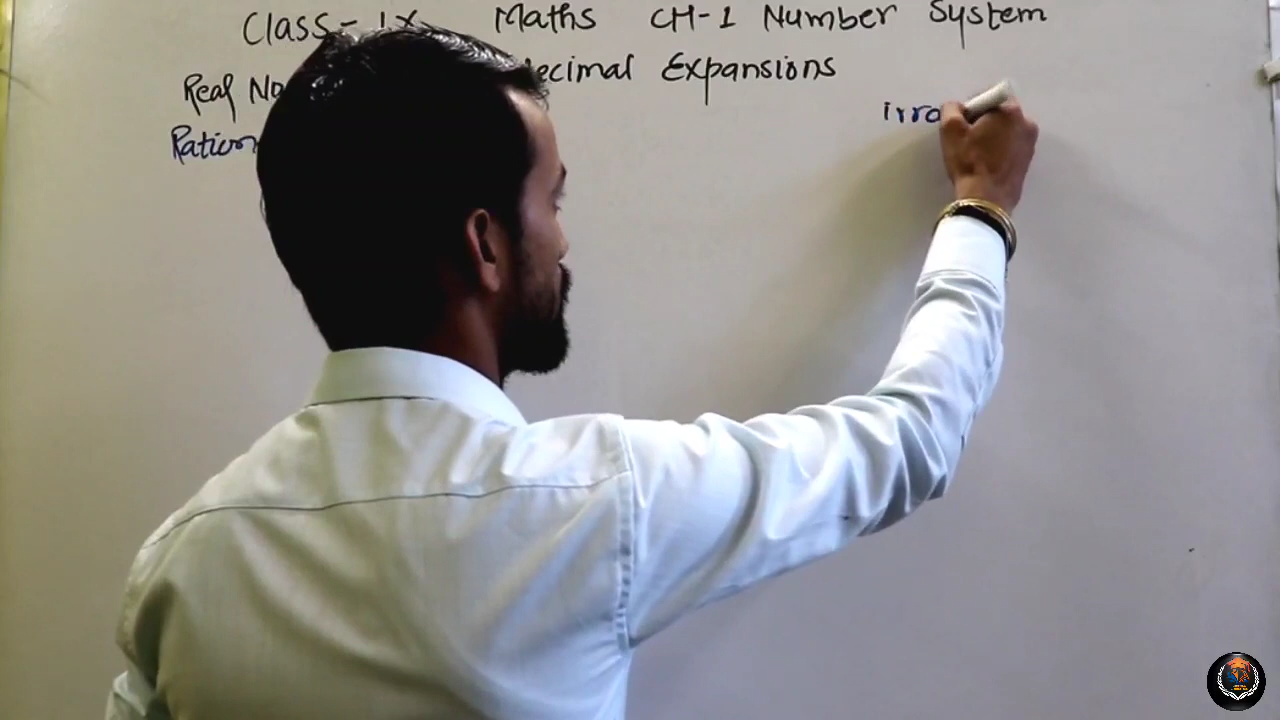 Class- IX Maths CH-1 Number System
Real No decimal Expansions
irra
Ration